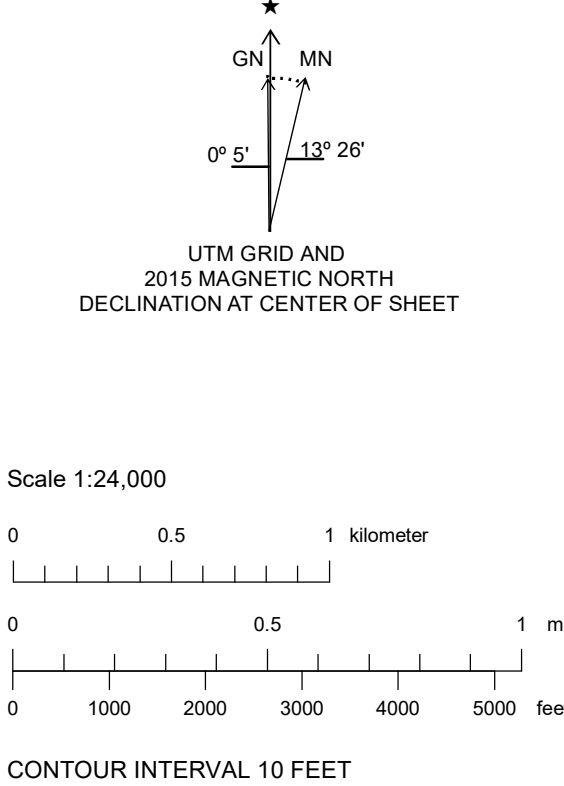 ★
GN MN
0º 5' 13º 26'
UTM GRID AND
2015 MAGNETIC NORTH
DECLINATION AT CENTER OF SHEET
Scale 1:24,000
0 0.5 1 kilometer
0 0.5 1 m
0 1000 2000 3000 4000 5000 fee
CONTOUR INTERVAL 10 FEET